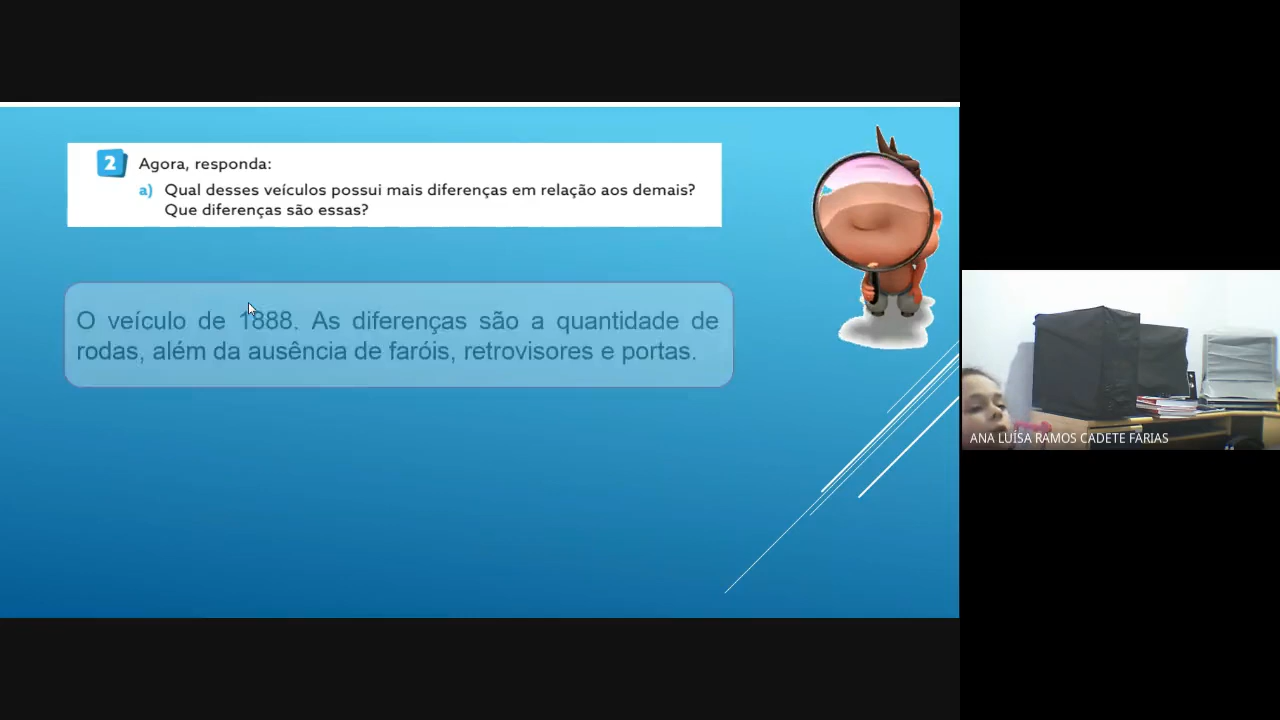 2 Agora, responda:
a) Qual desses veículos possui mais diferenças em relação aos demais?
Que diferenças são essas?
O veículo de 1888. As diferenças são a quantidade de
rodas, além da ausência de faróis, retrovisores e portas.
ANA LUÍSA RAMOS CADETE FARIAS